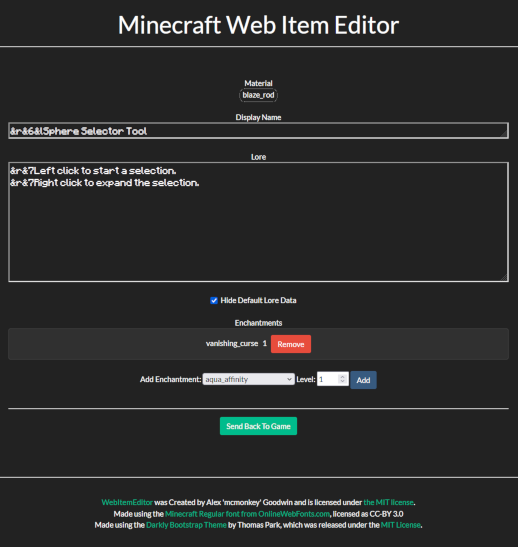 Minecraft Web Item Editor
Material
blaze_rod
Display Name
&r&6&lSphere Selector Tool
Lore
&r&7Left click to start a selection.
&r&7Right click to expand the selection.
Hide Default Lore Data
Enchantments
vanishing_curse 1 Remove
Add Enchantment: aqua_affinity Level: 1 Add
Send Back To Game
WebItemEditor was Created by Alex 'mcmonkey' Goodwin and is licensed under the MIT license.
Made using the Minecraft Regular font from OnlineWebFonts.com, licensed as CC-BY 3.0
Made using the Darkly Bootstrap Theme by Thomas Park, which was released under the MIT License.